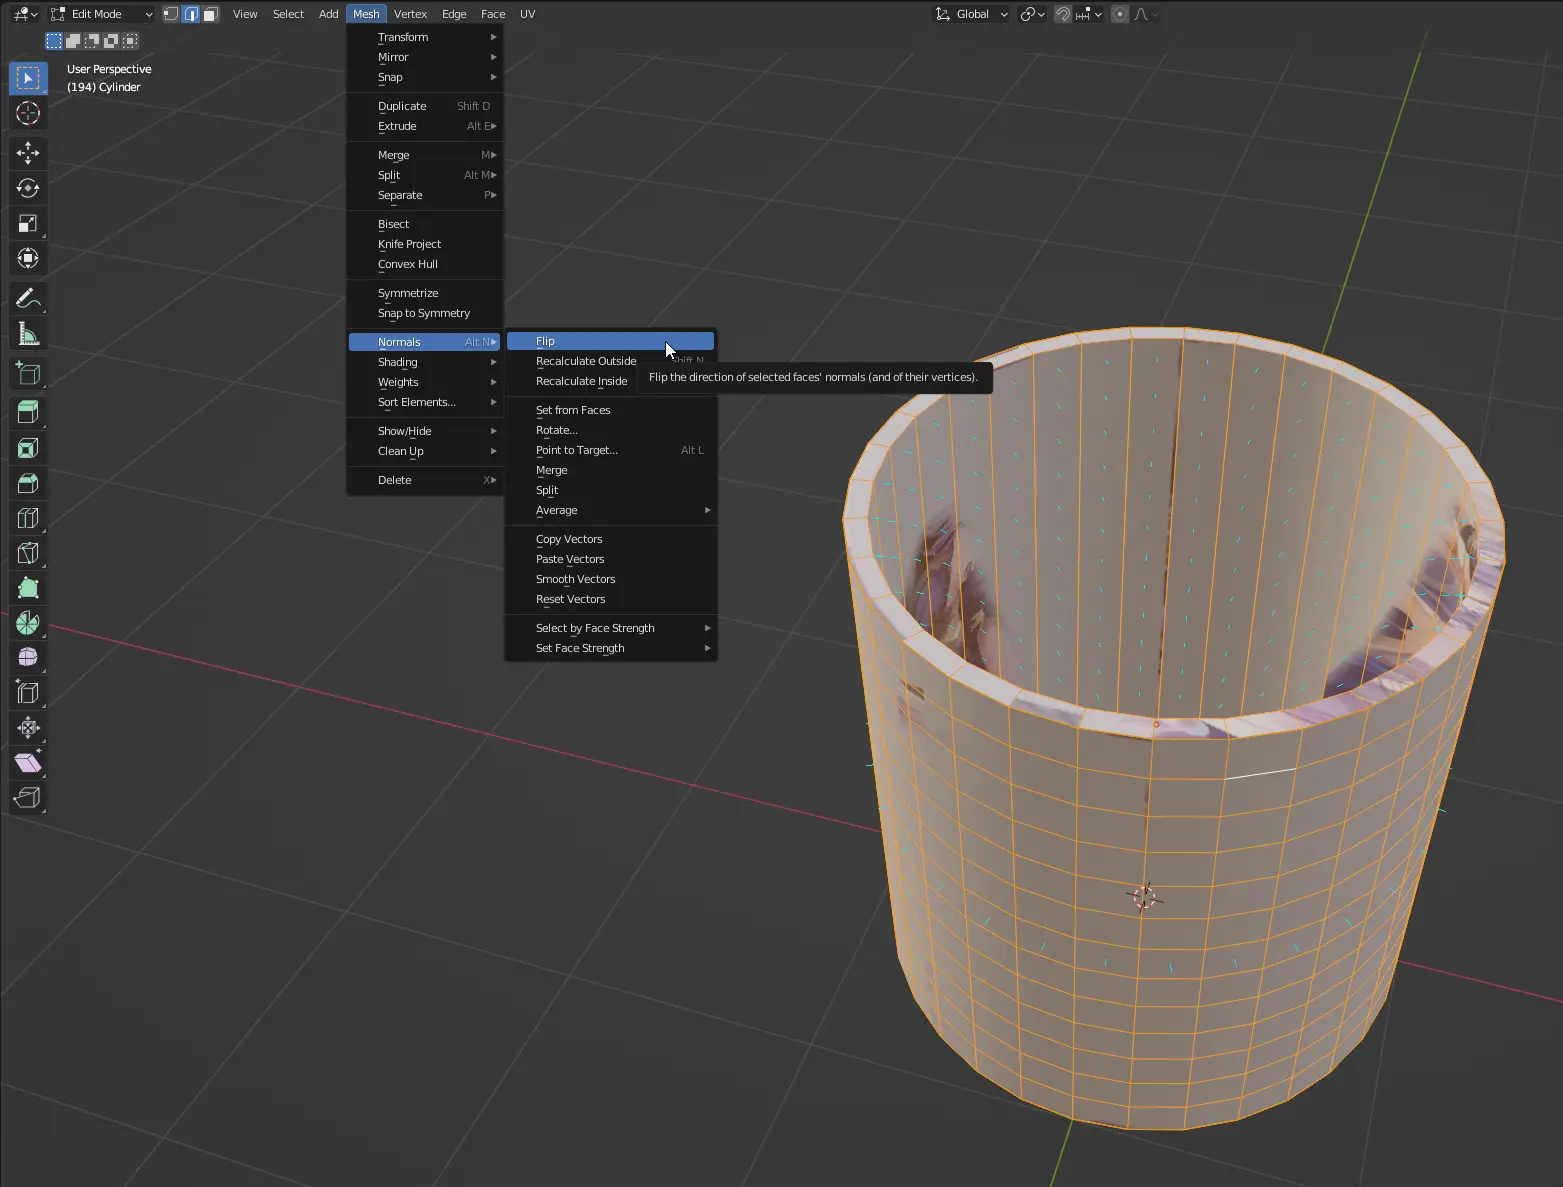 Edit Mode View Select Add Mesh Vertex Edge Face UV Global
User Perspective
(194) Cylinder
Transform
Mirror
Snap
Duplicate Shift D
Extrude Alt E
Merge M
Split Alt M
Separate P
Bisect
Knife Project
Convex Hull
Symmetrize
Snap to Symmetry
Normals Alt N
Shading
Weights
Sort Elements...
Show/Hide
Clean Up
Delete X
Flip
Recalculate Outside Shift N
Recalculate Inside
Flip the direction of selected faces' normals (and of their vertices).
Set from Faces
Rotate...
Point to Target... Alt L
Merge
Split
Average
Copy Vectors
Paste Vectors
Smooth Vectors
Reset Vectors
Select by Face Strength
Set Face Strength